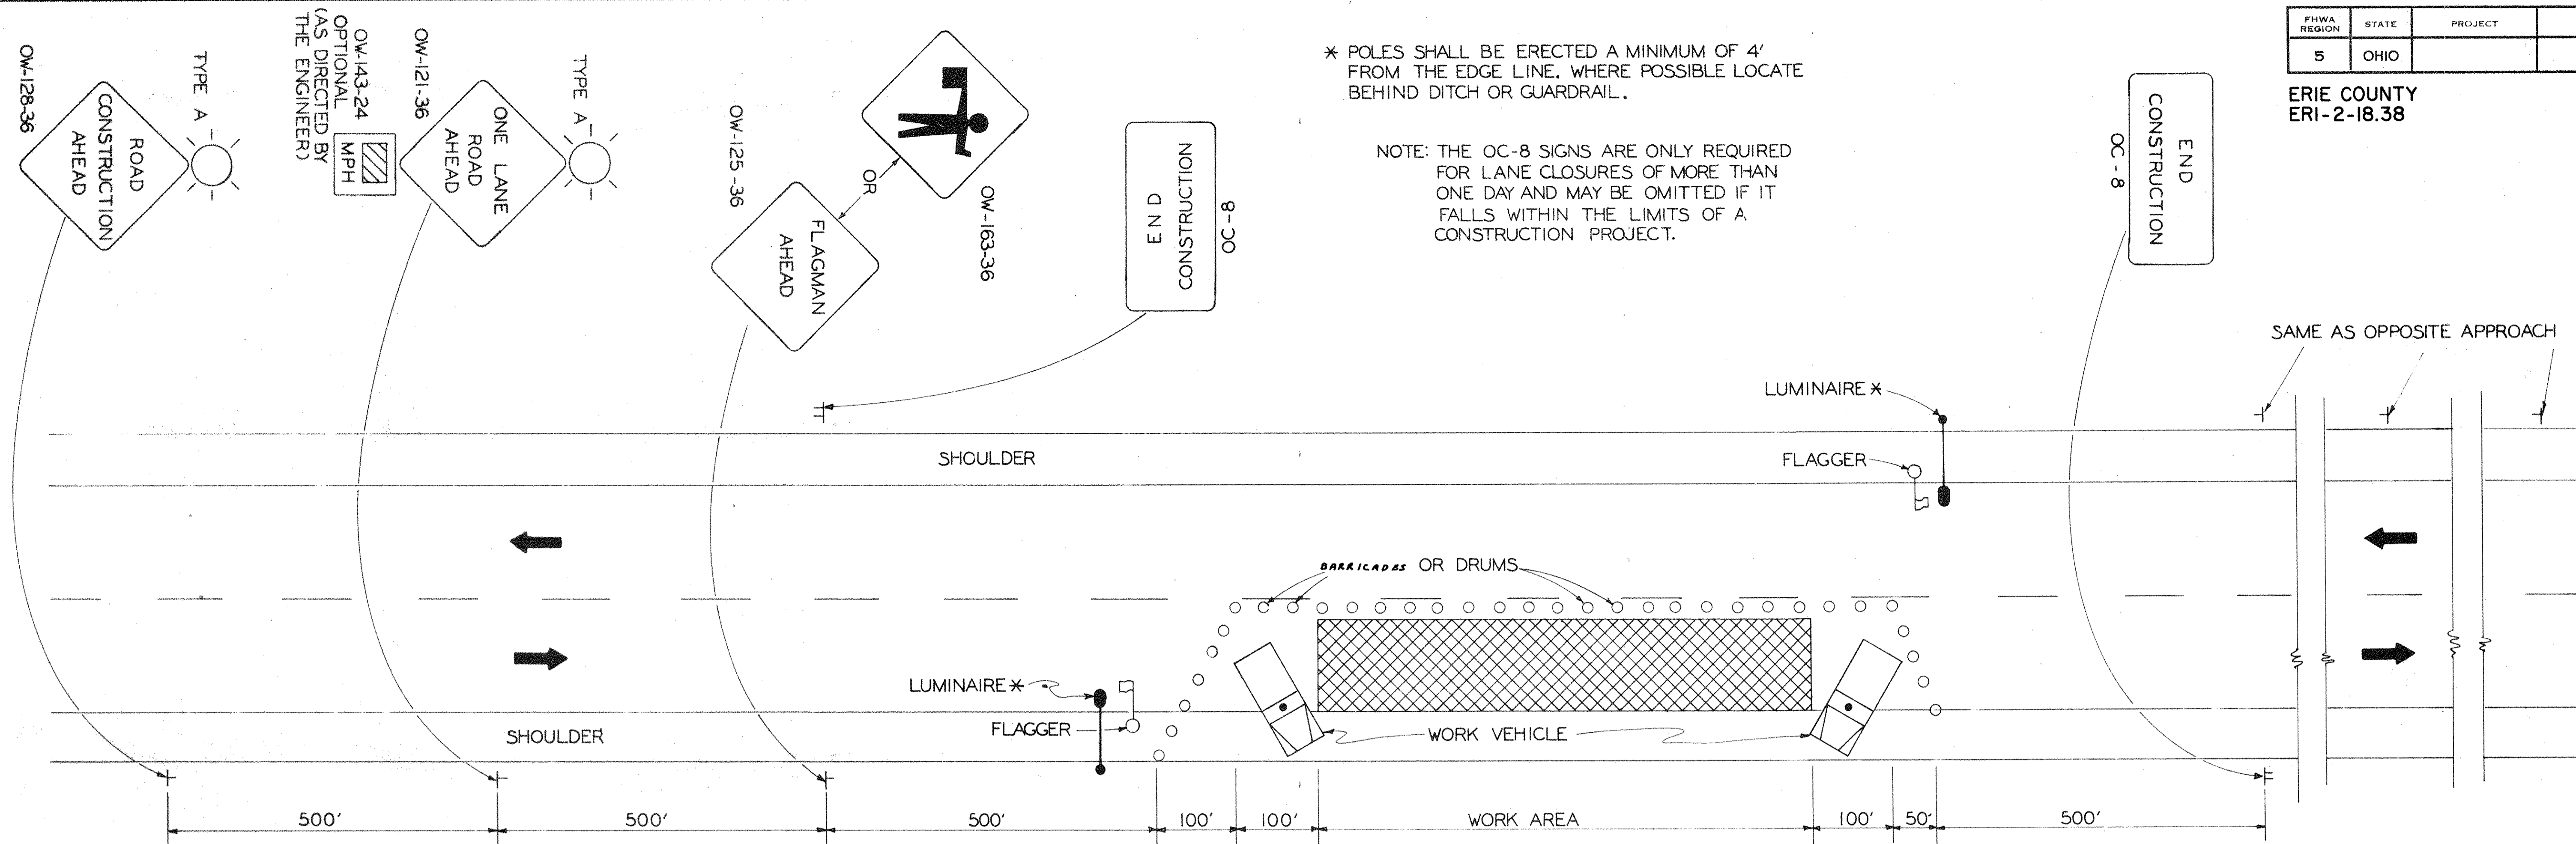 FHWA REGION
STATE
PROJECT
5
OHIO
ERIE COUNTY
ERI-2-18.38
* POLES SHALL BE ERECTED A MINIMUM OF 4'
FROM THE EDGE LINE. WHERE POSSIBLE LOCATE
BEHIND DITCH OR GUARDRAIL.
NOTE: THE OC-8 SIGNS ARE ONLY REQUIRED
FOR LANE CLOSURES OF MORE THAN
ONE DAY AND MAY BE OMITTED IF IT
FALLS WITHIN THE LIMITS OF A
CONSTRUCTION PROJECT.
OW-128-36
ROAD
CONSTRUCTION
AHEAD
TYPE A
OW-143-24
OPTIONAL
(AS DIRECTED BY
THE ENGINEER)
MPH
OW-121-36
ONE LANE
ROAD
AHEAD
TYPE A
OW-125-36
FLAGMAN
AHEAD
OR
OW-163-36
END
CONSTRUCTION
OC-8
END
CONSTRUCTION
OC-8
SAME AS OPPOSITE APPROACH
LUMINAIRE *
FLAGGER
SHOULDER
BARRICADES OR DRUMS
LUMINAIRE *
FLAGGER
SHOULDER
WORK VEHICLE
500'
500'
500'
100'
100'
WORK AREA
100'
50'
500'